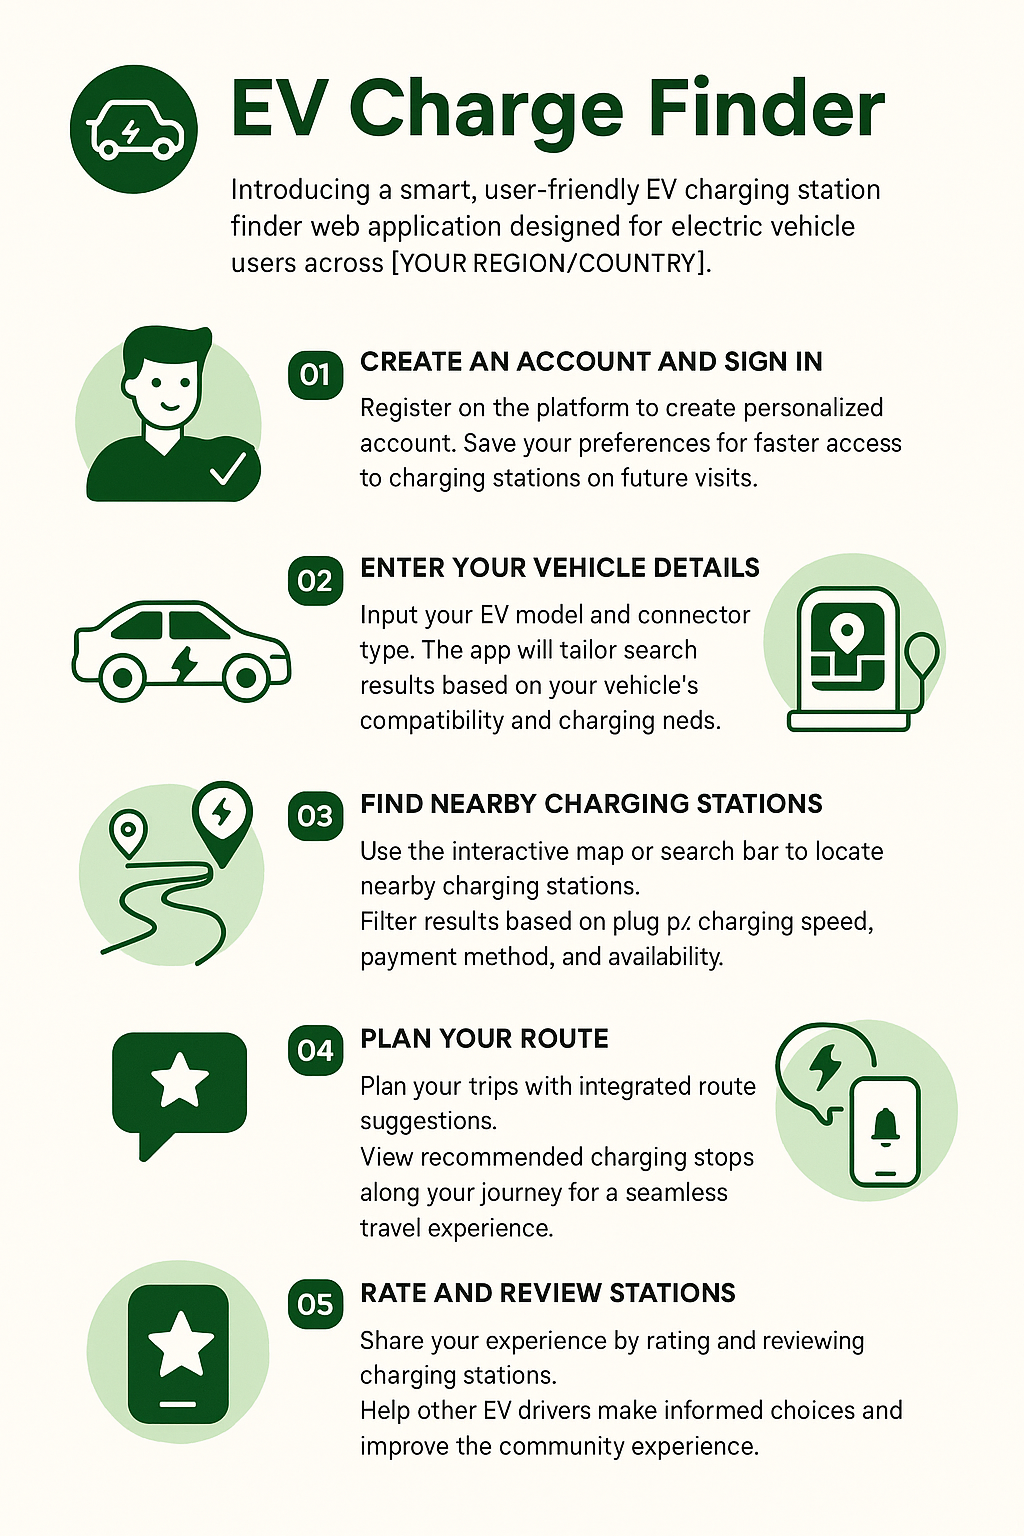 EV Charge Finder
Introducing a smart, user-friendly EV charging station
finder web application designed for electric vehicle
users across [YOUR REGION/COUNTRY].
01
CREATE AN ACCOUNT AND SIGN IN
Register on the platform to create personalized
account. Save your preferences for faster access
to charging stations on future visits.
02
ENTER YOUR VEHICLE DETAILS
Input your EV model and connector
type. The app will tailor search
results based on your vehicle's
compatibility and charging neds.
03
FIND NEARBY CHARGING STATIONS
Use the interactive map or search bar to locate
nearby charging stations.
Filter results based on plug charging speed,
payment method, and availability.
04
PLAN YOUR ROUTE
Plan your trips with integrated route
suggestions.
View recommended charging stops
along your journey for a seamless
travel experience.
05
RATE AND REVIEW STATIONS
Share your experience by rating and reviewing
charging stations.
Help other EV drivers make informed choices and
improve the community experience.